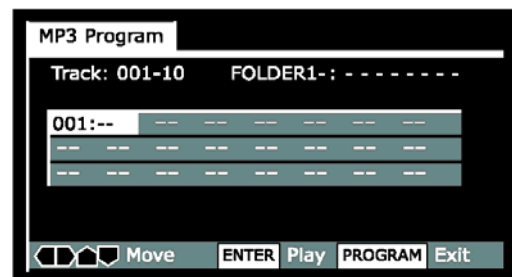 MP3 Program
Track: 001-10 FOLDER1-: - - - - - - - -
001:-- -- -- -- -- -- -- --
-- -- -- -- -- -- -- --
-- -- -- -- -- -- -- --
Move ENTER Play PROGRAM Exit